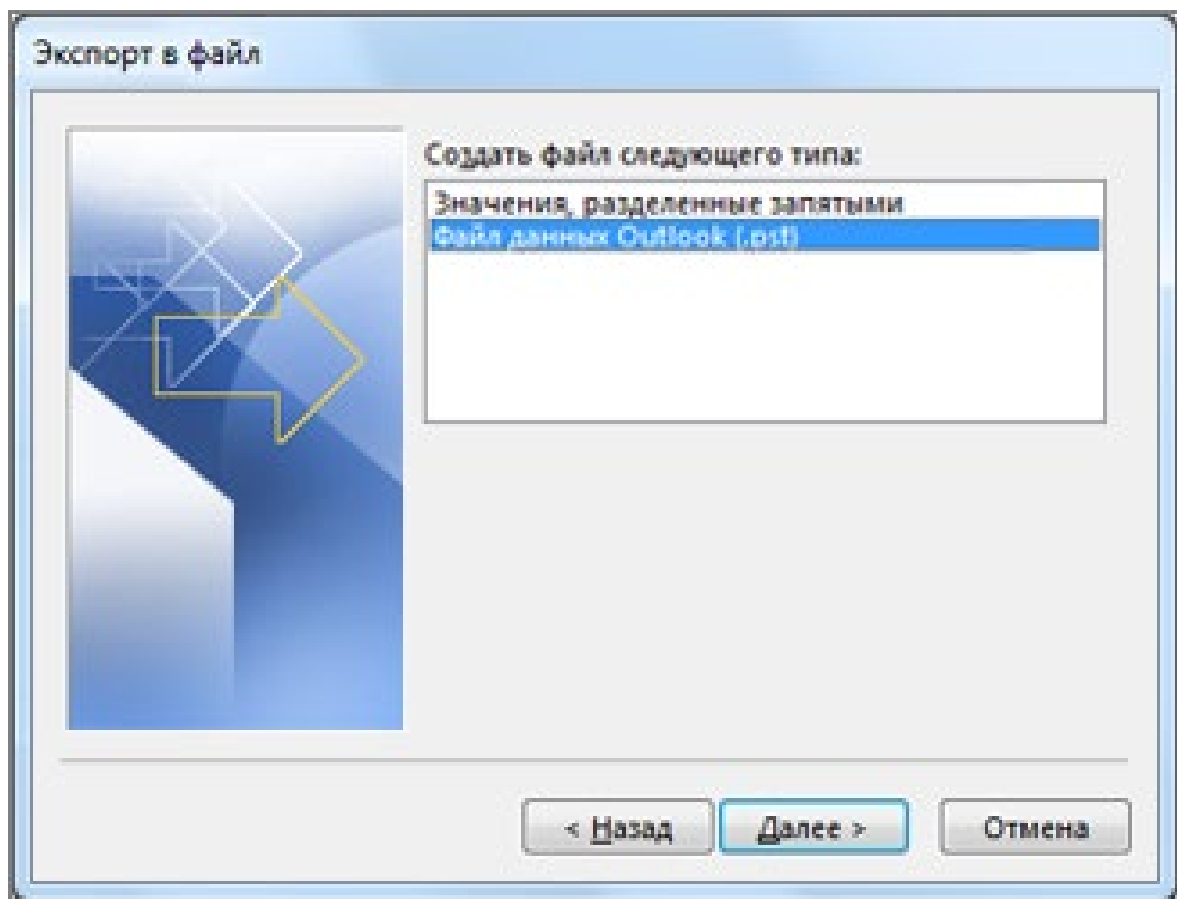 Экспорт в файл
Создать файл следующего типа:
Значения, разделенные запятыми
Файл данных Outlook (.pst)
< Назад
Далее >
Отмена